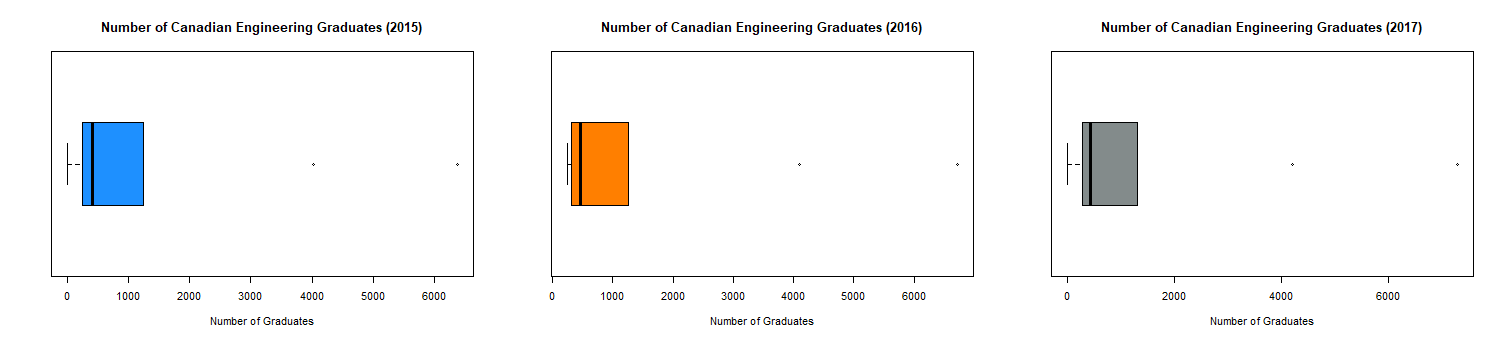 Number of Canadian Engineering Graduates (2015)
0 1000 2000 3000 4000 5000 6000
Number of Graduates
Number of Canadian Engineering Graduates (2016)
0 1000 2000 3000 4000 5000 6000
Number of Graduates
Number of Canadian Engineering Graduates (2017)
0 2000 4000 6000
Number of Graduates